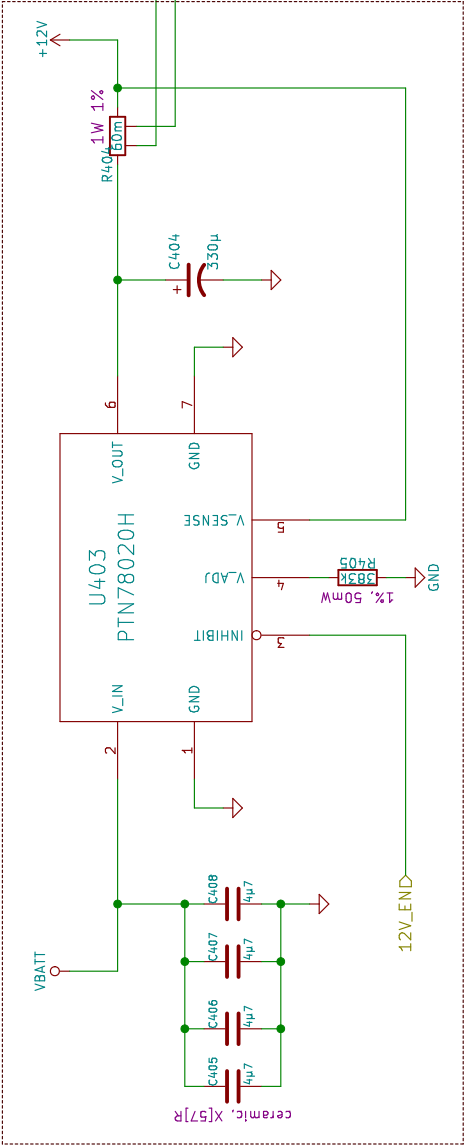 +12V
1W 1%
60m
R404
C404
330µ
+
6
7
V_OUT
GND
U403
PTN78020H
V_SENSE
5
V_ADJ
4
R405
383k
1%, 50mW
GND
INHIBIT
3
V_IN
GND
2
1
12V_EN
VBATT
C408
4µ7
C407
4µ7
C406
4µ7
C405
4µ7
ceramic, X[57]R